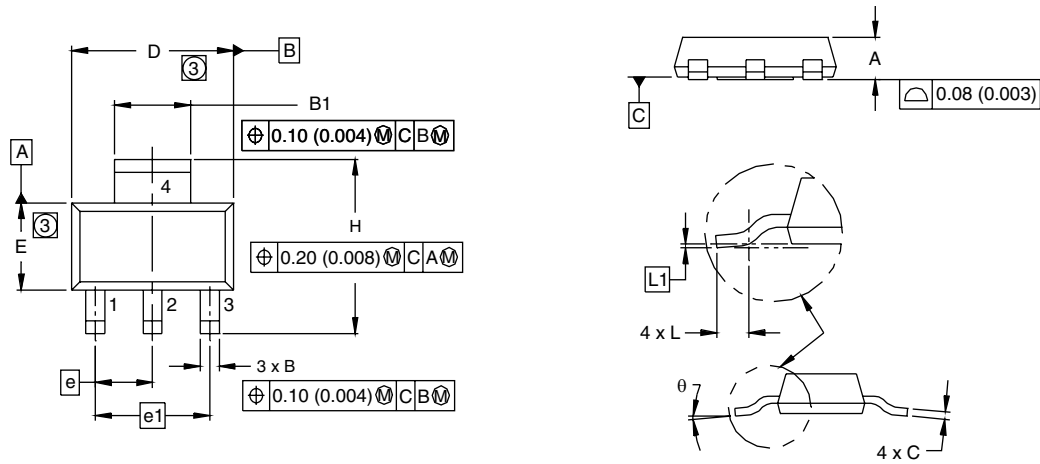 D
3
B
B1
⌖ 0.10 (0.004) Ⓜ C B Ⓜ
A
4
3
E
H
⌖ 0.20 (0.008) Ⓜ C A Ⓜ
1 2 3
e
3 x B
e1
⌖ 0.10 (0.004) Ⓜ C B Ⓜ
A
C
⌓ 0.08 (0.003)
L1
4 x L
θ
4 x C